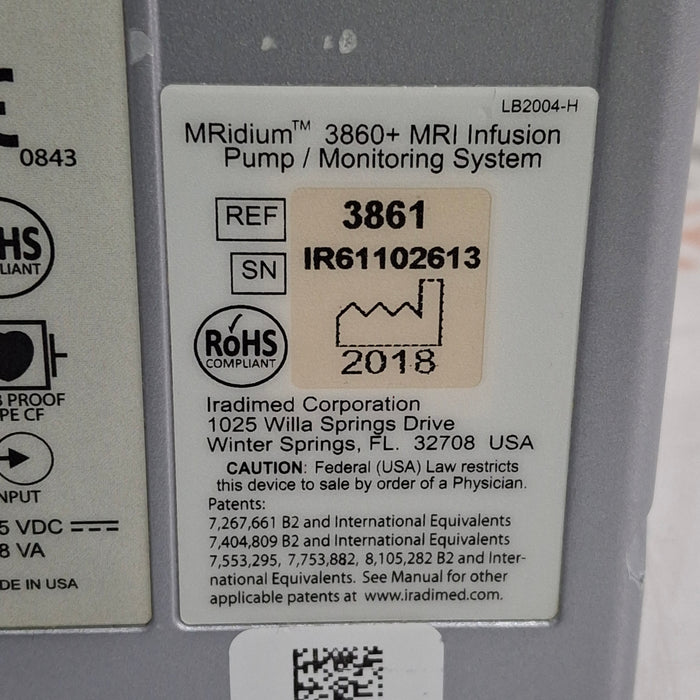 0843
HS
LIANT
PROOF
PE CF
NPUT
5 VDC
8 VA
DE IN USA
LB2004-H
MRidium™ 3860+ MRI Infusion
Pump / Monitoring System
REF 3861
SN IR61102613
RoHS
COMPLIANT
2018
Iradimed Corporation
1025 Willa Springs Drive
Winter Springs, FL. 32708 USA
CAUTION: Federal (USA) Law restricts
this device to sale by order of a Physician.
Patents:
7,267,661 B2 and International Equivalents
7,404,809 B2 and International Equivalents
7,553,295, 7,753,882, 8,105,282 B2 and Inter-
national Equivalents. See Manual for other
applicable patents at www.iradimed.com.